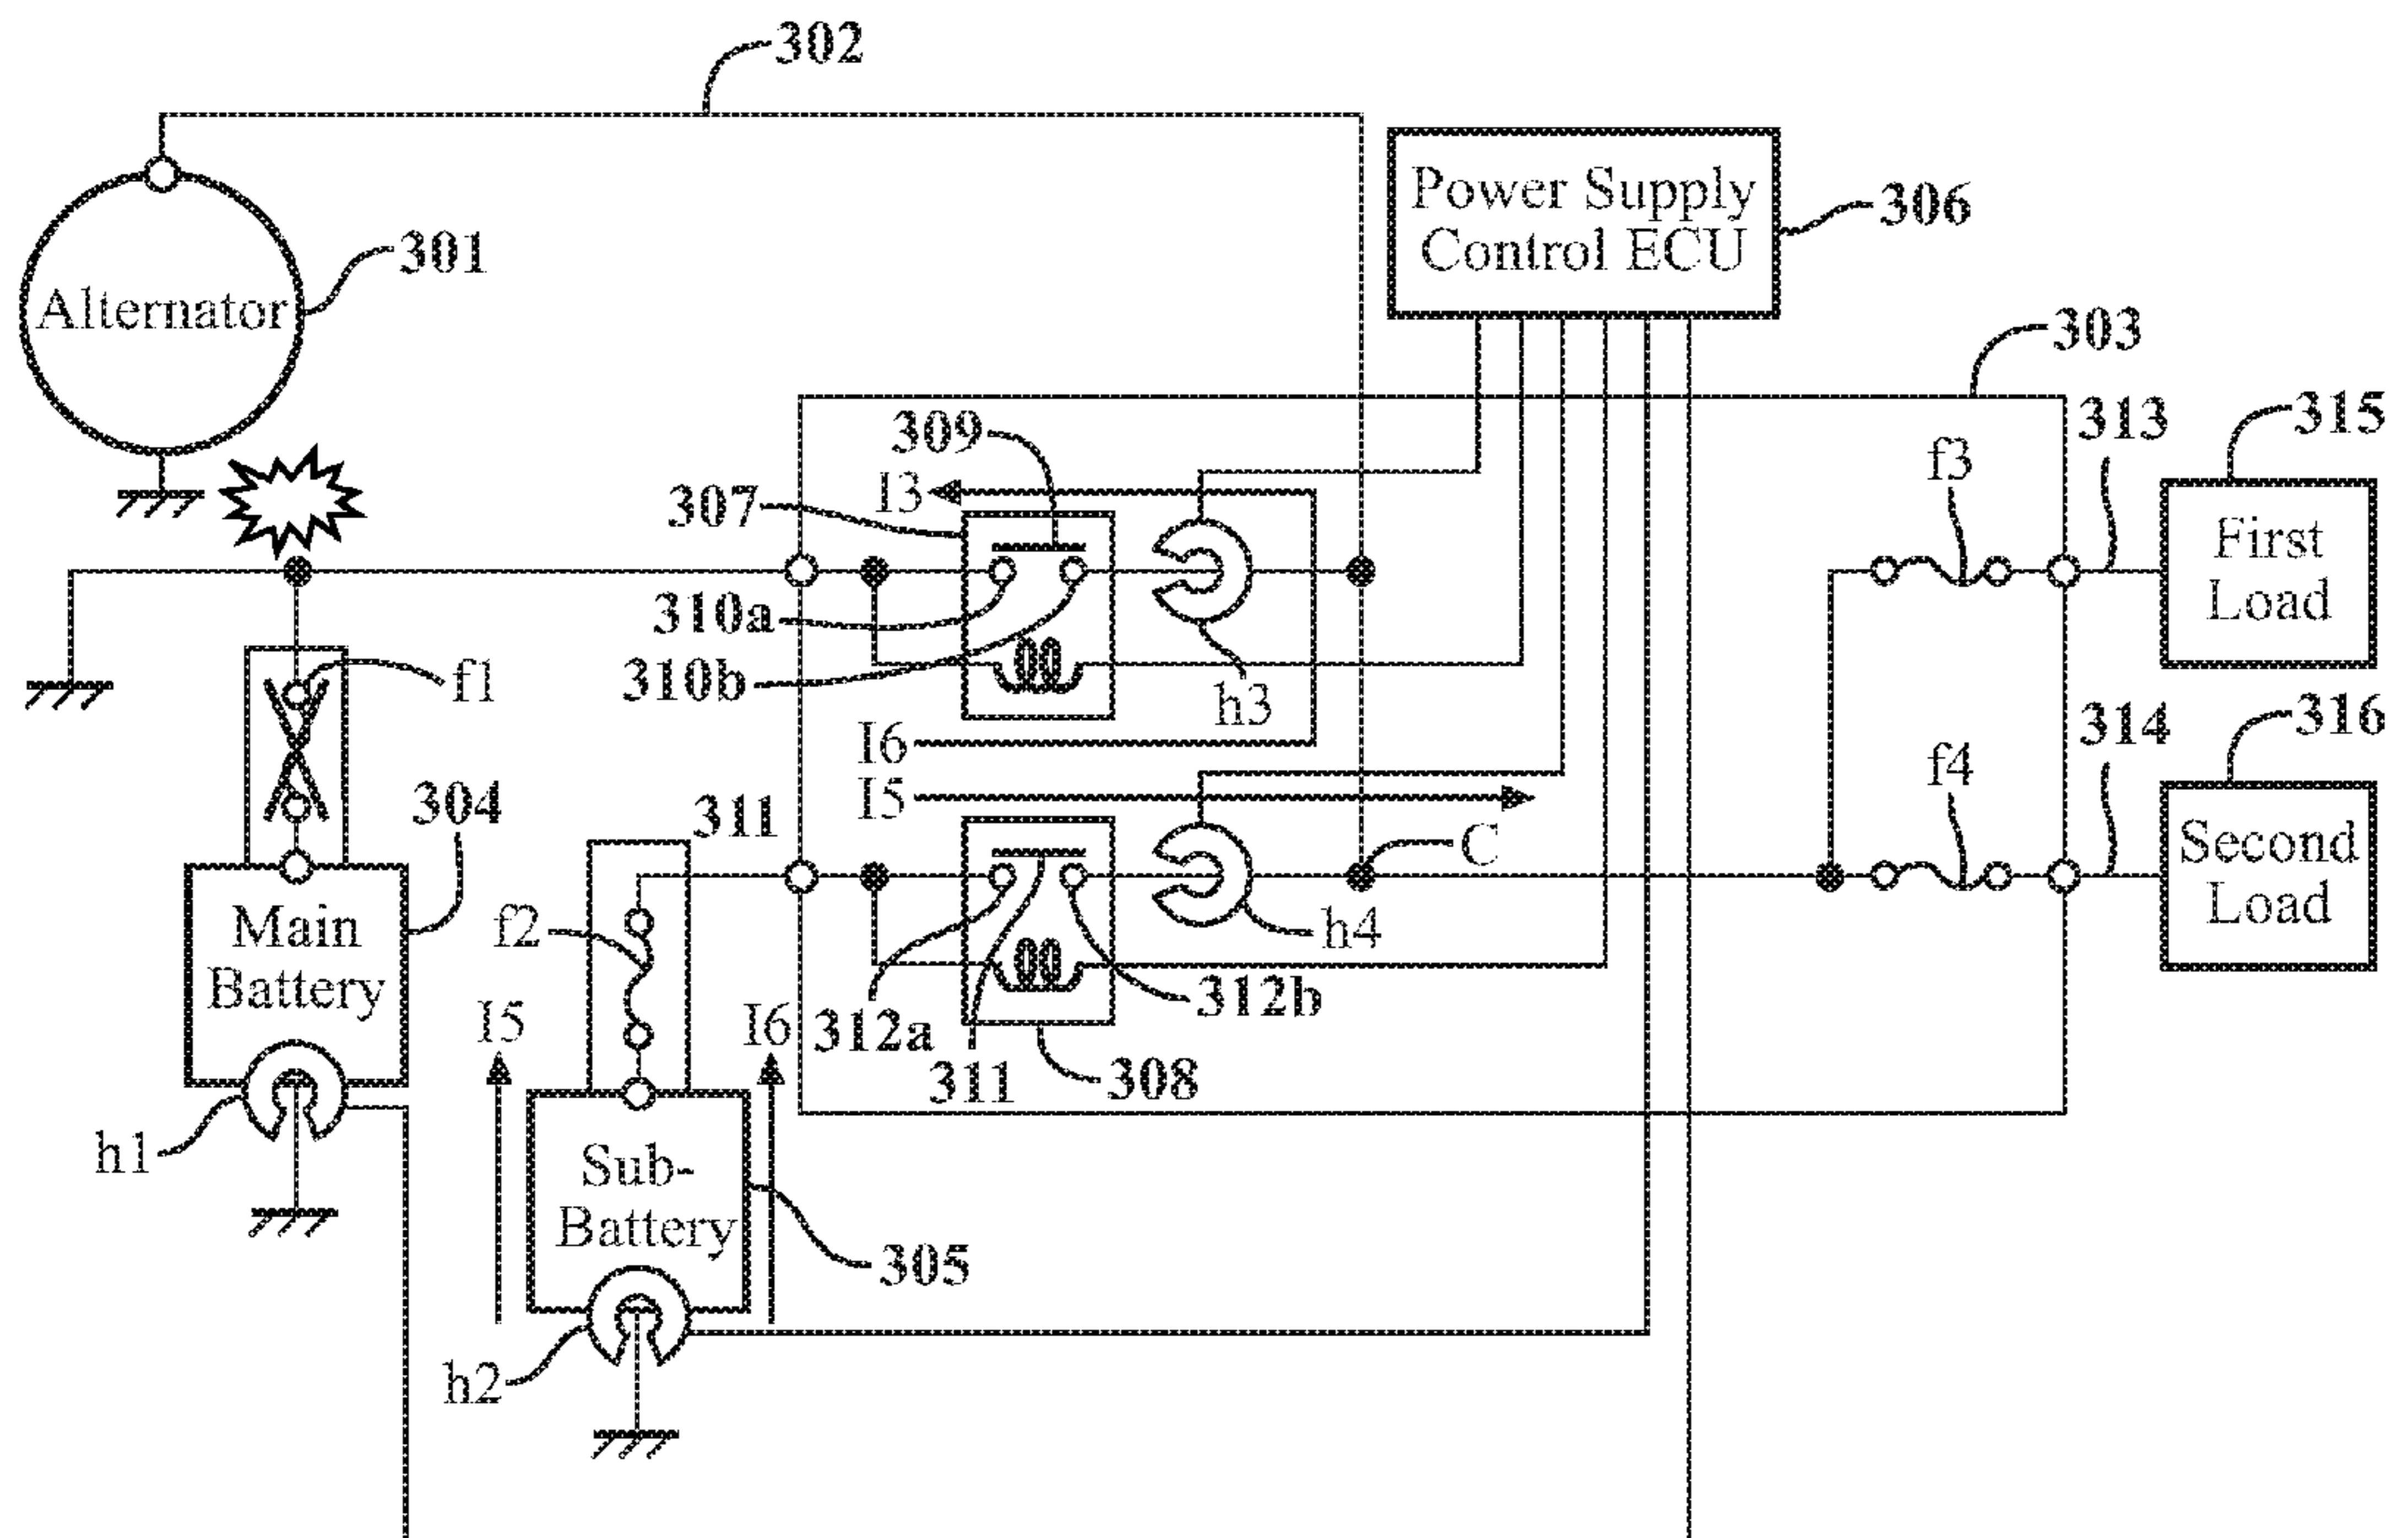 302
Power Supply
Control ECU
306
301
Alternator
303
309
313
315
f3
I3
307
First
Load
310a
f1
310b
h3
316
I6
314
f4
I5
304
311
C
Second
Load
Main
Battery
f2
h4
I5
I6
312a
312b
311
308
h1
Sub-
Battery
305
h2